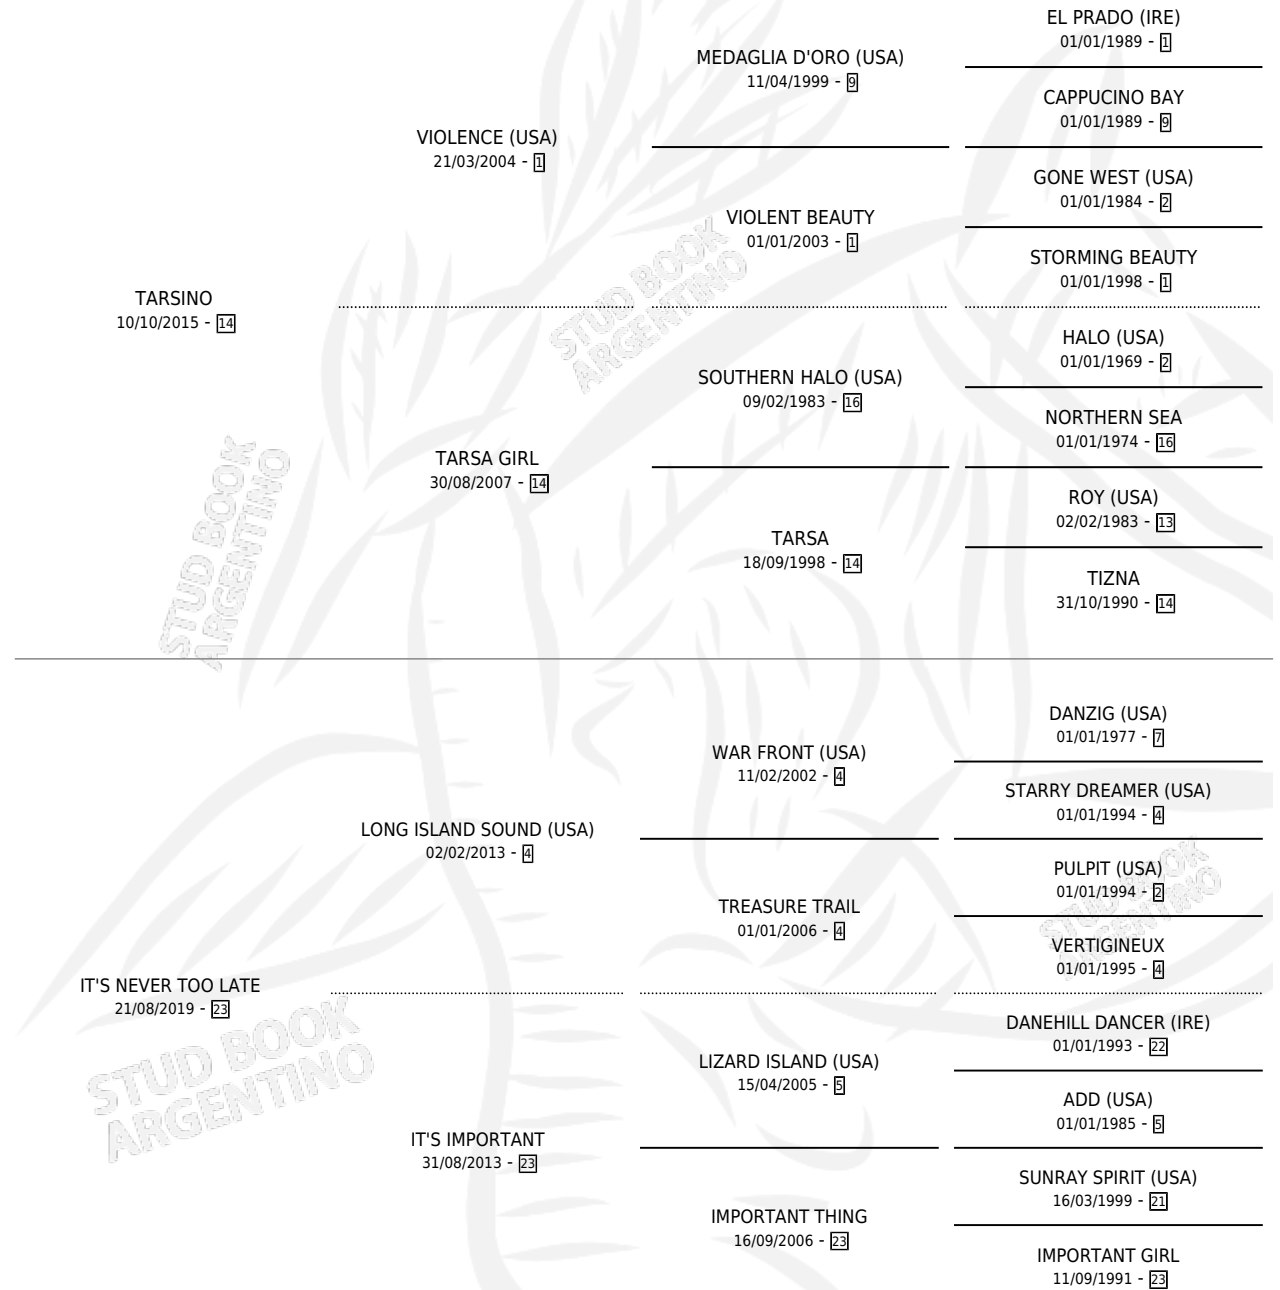 EL PRADO (IRE)
01/01/1989 - 1
MEDAGLIA D'ORO (USA)
11/04/1999 - 9
CAPPUCINO BAY
01/01/1989 - 9
VIOLENCE (USA)
21/03/2004 - 1
GONE WEST (USA)
01/01/1984 - 2
VIOLENT BEAUTY
01/01/2003 - 1
STORMING BEAUTY
01/01/1998 - 1
STUD BOOK
ARGENTINO
TARSINO
10/10/2015 - 14
HALO (USA)
01/01/1969 - 2
SOUTHERN HALO (USA)
09/02/1983 - 16
NORTHERN SEA
01/01/1974 - 16
TARSA GIRL
30/08/2007 - 14
ROY (USA)
02/02/1983 - 13
TARSA
18/09/1998 - 14
TIZNA
31/10/1990 - 14
STUD BOOK
ARGENTINO
DANZIG (USA)
01/01/1977 - 7
WAR FRONT (USA)
11/02/2002 - 4
STARRY DREAMER (USA)
01/01/1994 - 4
LONG ISLAND SOUND (USA)
02/02/2013 - 4
PULPIT (USA)
01/01/1994 - 2
TREASURE TRAIL
01/01/2006 - 4
VERTIGINEUX
01/01/1995 - 4
STUD BOOK
ARGENTINO
IT'S NEVER TOO LATE
21/08/2019 - 23
DANEHILL DANCER (IRE)
01/01/1993 - 22
LIZARD ISLAND (USA)
15/04/2005 - 5
ADD (USA)
01/01/1985 - 5
STUD BOOK
ARGENTINO
IT'S IMPORTANT
31/08/2013 - 23
SUNRAY SPIRIT (USA)
16/03/1999 - 21
IMPORTANT THING
16/09/2006 - 23
IMPORTANT GIRL
11/09/1991 - 23